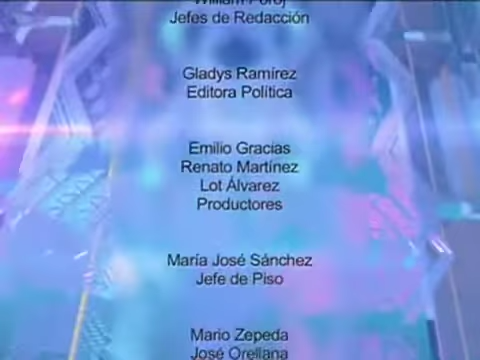 William
Jefes de Redacción
Gladys Ramírez
Editora Política
Emilio Gracias
Renato Martínez
Lot Álvarez
Productores
María José Sánchez
Jefe de Piso
Mario Zepeda
José Orellana